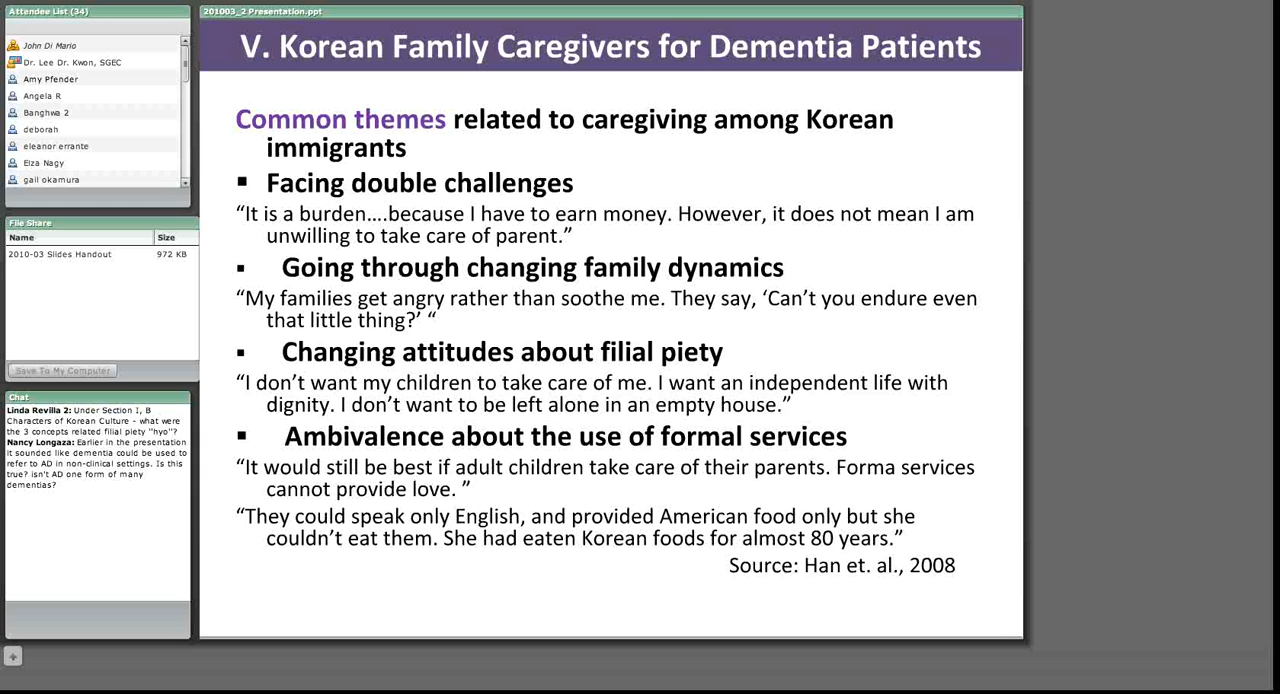 Attendee List (34)
John Di Mario
Dr. Lee Dr. Kwon, SGEC
Amy Pfender
Angela R
Banghwa 2
deborah
eleanor errante
Elza Nagy
gail okamura
File Share
Name Size
2010-03 Slides Handout 972 KB
Save To My Computer
Chat
Linda Revilla 2: Under Section I, B
Characters of Korean Culture - what were
the 3 concepts related filial piety "hyo"?
Nancy Longaza: Earlier in the presentation
it sounded like dementia could be used to
refer to AD in non-clinical settings. Is this
true? isn't AD one form of many
dementias?
201003_2 Presentation.ppt
V. Korean Family Caregivers for Dementia Patients
Common themes related to caregiving among Korean
immigrants
▪ Facing double challenges
“It is a burden....because I have to earn money. However, it does not mean I am
unwilling to take care of parent.”
▪ Going through changing family dynamics
“My families get angry rather than soothe me. They say, ‘Can’t you endure even
that little thing?’ “
▪ Changing attitudes about filial piety
“I don’t want my children to take care of me. I want an independent life with
dignity. I don’t want to be left alone in an empty house.”
▪ Ambivalence about the use of formal services
“It would still be best if adult children take care of their parents. Forma services
cannot provide love. ”
“They could speak only English, and provided American food only but she
couldn’t eat them. She had eaten Korean foods for almost 80 years.”
Source: Han et. al., 2008